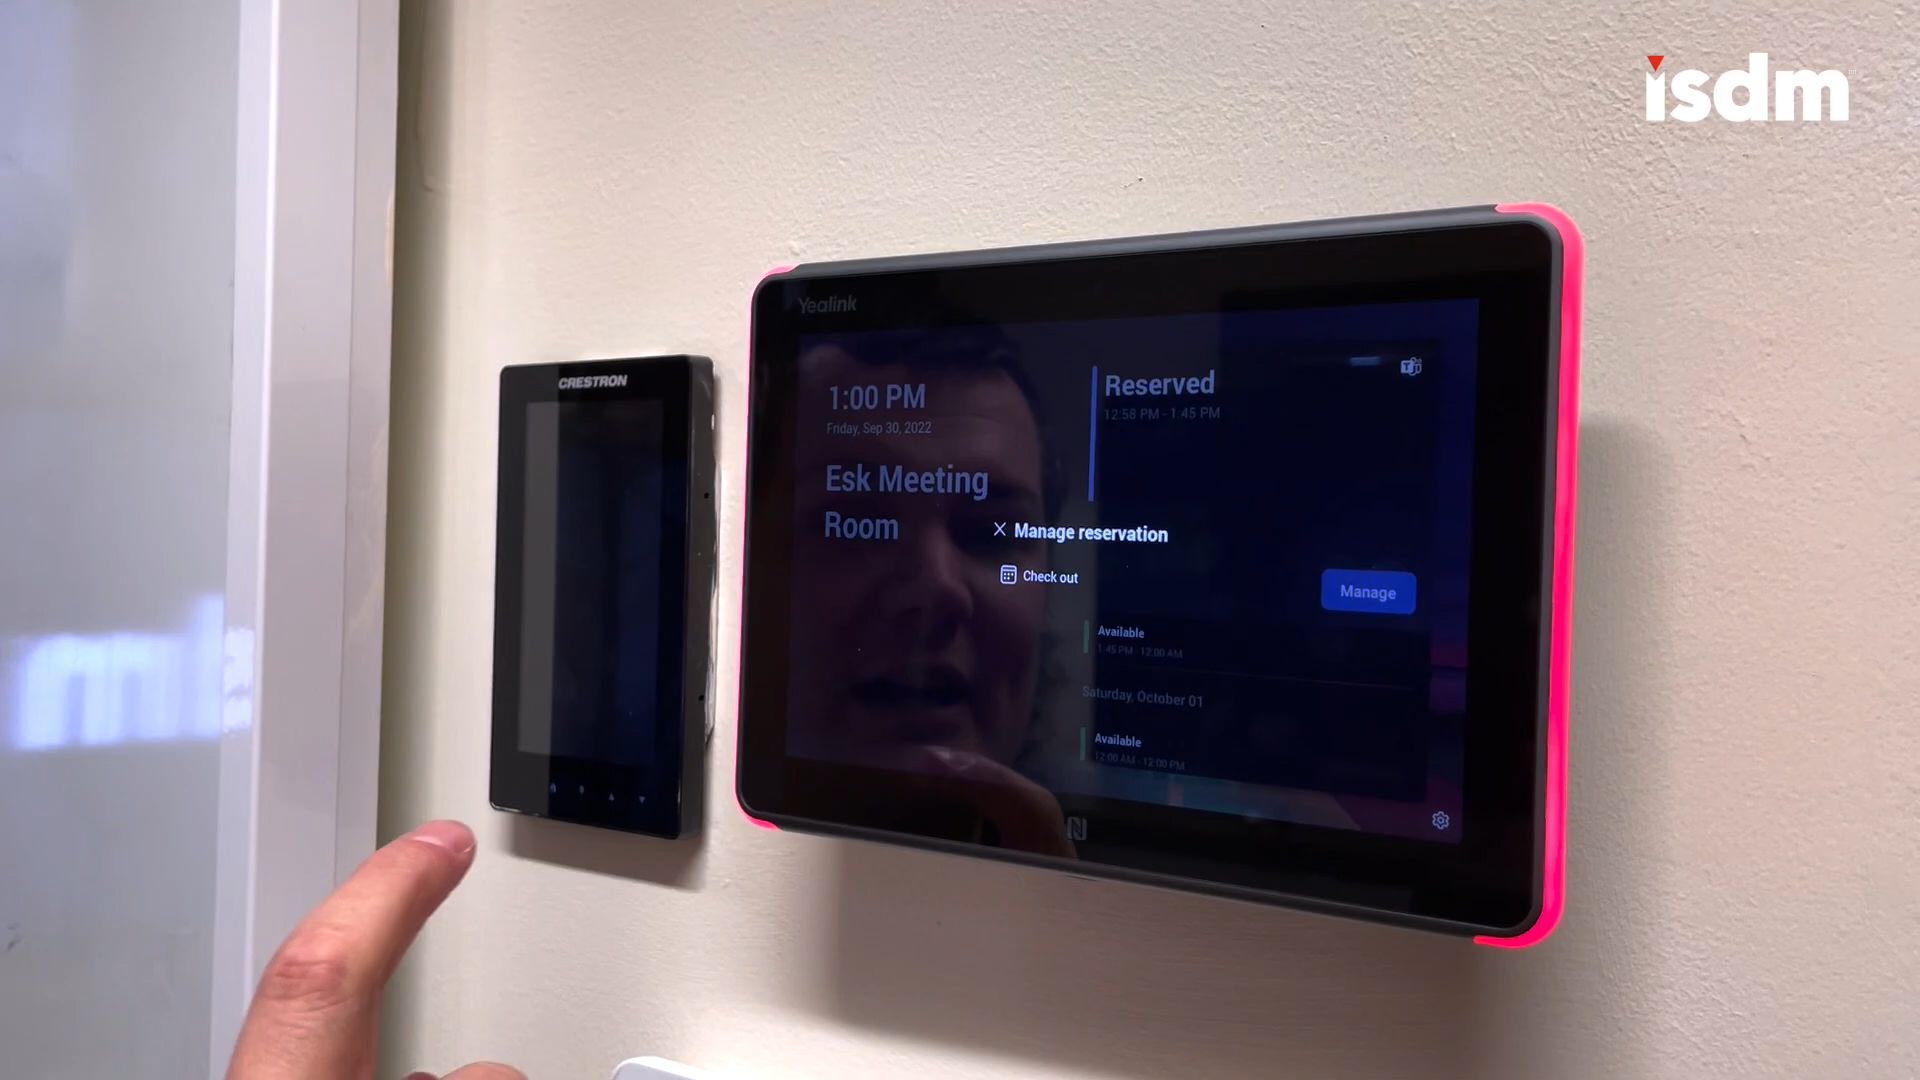 isdm
CRESTRON
Yealink
1:00 PM
Friday, Sep 30, 2022
Esk Meeting
Room
Reserved
12:58 PM - 1:45 PM
Manage reservation
Check out
Manage
Available
1:45 PM - 12:00 AM
Saturday, October 01
Available
12:00 AM - 12:00 PM